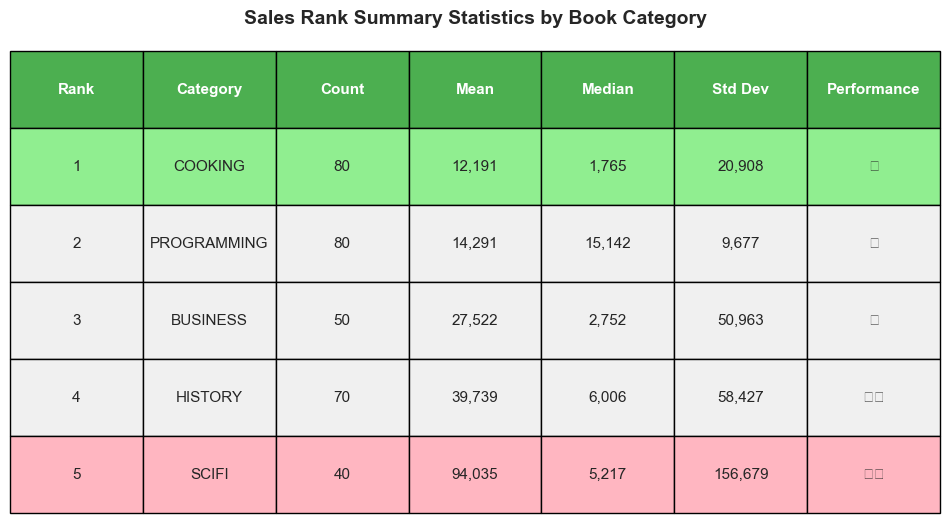 Sales Rank Summary Statistics by Book Category
Rank Category Count Mean Median Std Dev Performance
1 COOKING 80 12,191 1,765 20,908
2 PROGRAMMING 80 14,291 15,142 9,677
3 BUSINESS 50 27,522 2,752 50,963
4 HISTORY 70 39,739 6,006 58,427
5 SCIFI 40 94,035 5,217 156,679